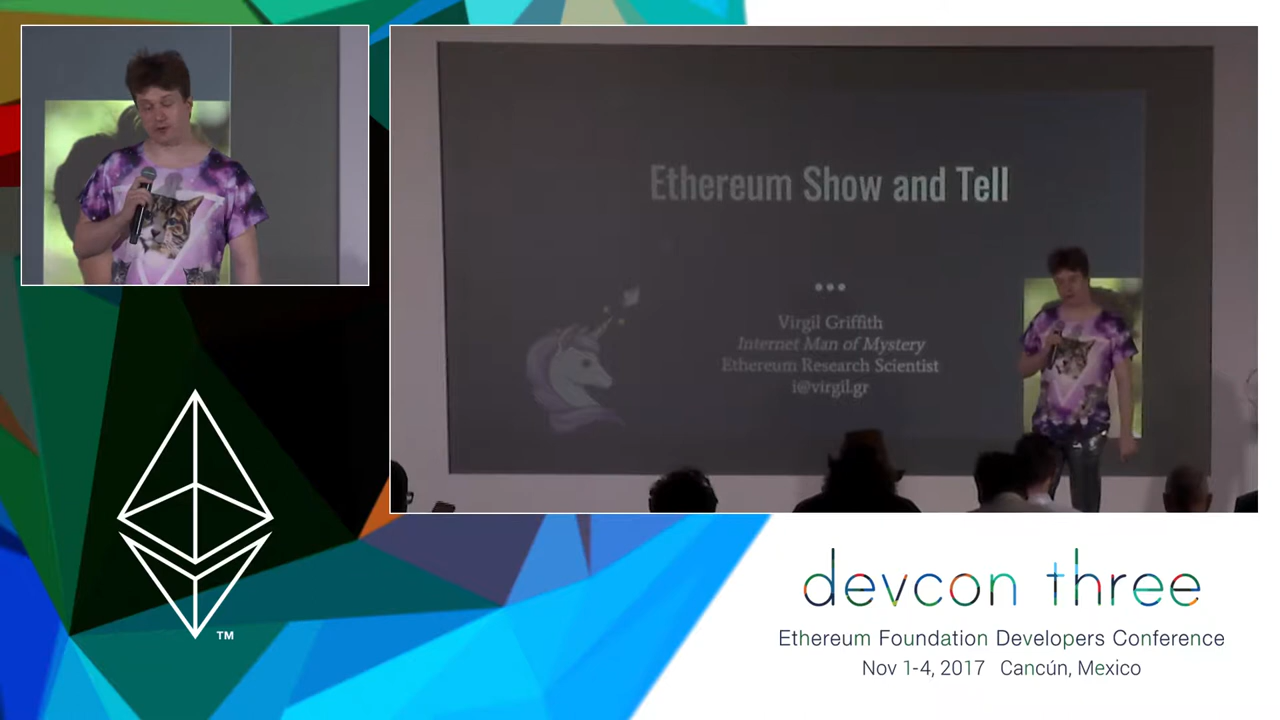 Ethereum Show and Tell
Virgil Griffith
Internet Man of Mystery
Ethereum Research Scientist
i@virgil.gr
TM
devcon three
Ethereum Foundation Developers Conference
Nov 1-4, 2017 Cancún, Mexico